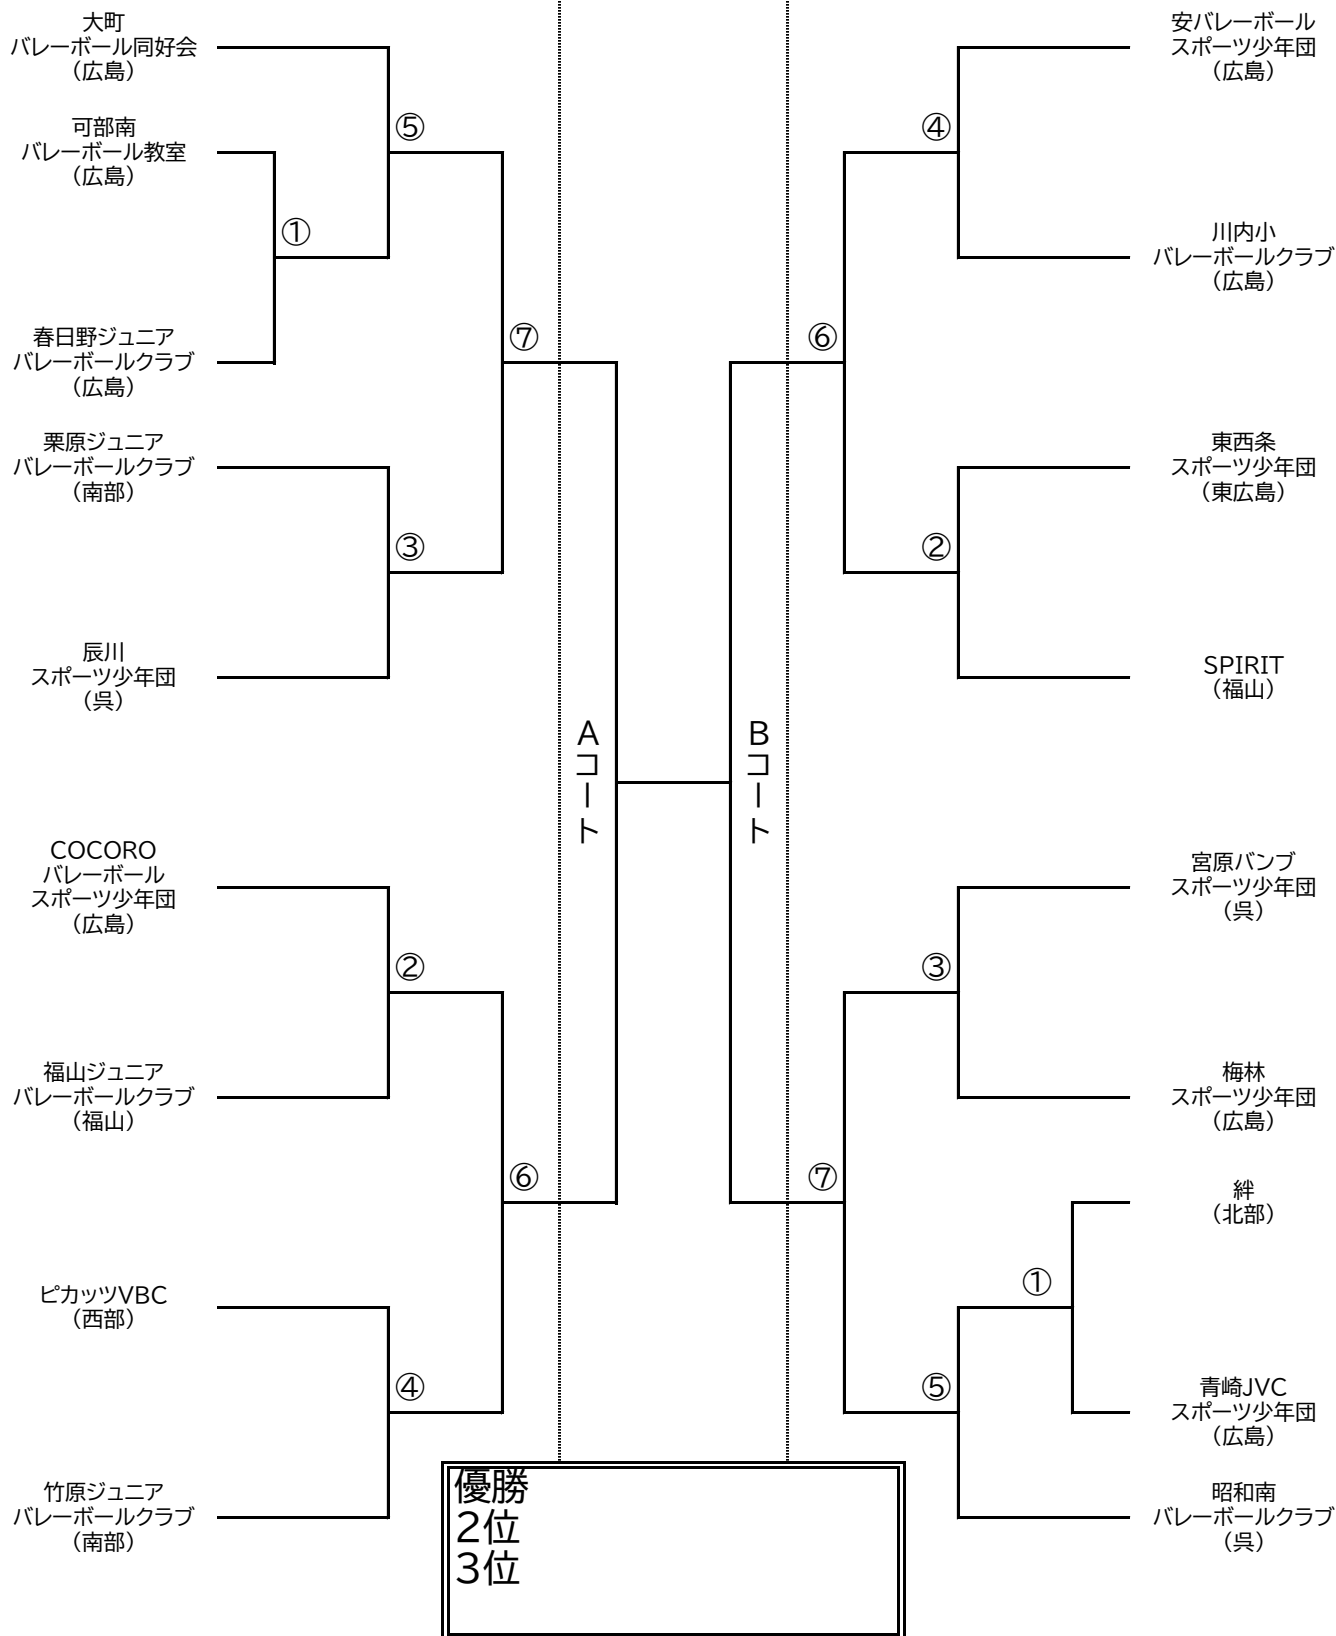 大町
バレーボール同好会
（広島）
⑤
可部南
バレーボール教室
（広島）
①
春日野ジュニア
バレーボールクラブ
（広島）
⑦
栗原ジュニア
バレーボールクラブ
（南部）
③
辰川
スポーツ少年団
（呉）
Aコート
COCORO
バレーボール
スポーツ少年団
（広島）
②
福山ジュニア
バレーボールクラブ
（福山）
⑥
ピカッツVBC
（西部）
④
竹原ジュニア
バレーボールクラブ
（南部）
安バレーボール
スポーツ少年団
（広島）
④
川内小
バレーボールクラブ
（広島）
⑥
東西条
スポーツ少年団
（東広島）
②
SPIRIT
（福山）
Bコート
宮原バンブ
スポーツ少年団
（呉）
③
梅林
スポーツ少年団
（広島）
⑦
絆
（北部）
①
青崎JVC
スポーツ少年団
（広島）
⑤
昭和南
バレーボールクラブ
（呉）
優勝
2位
3位